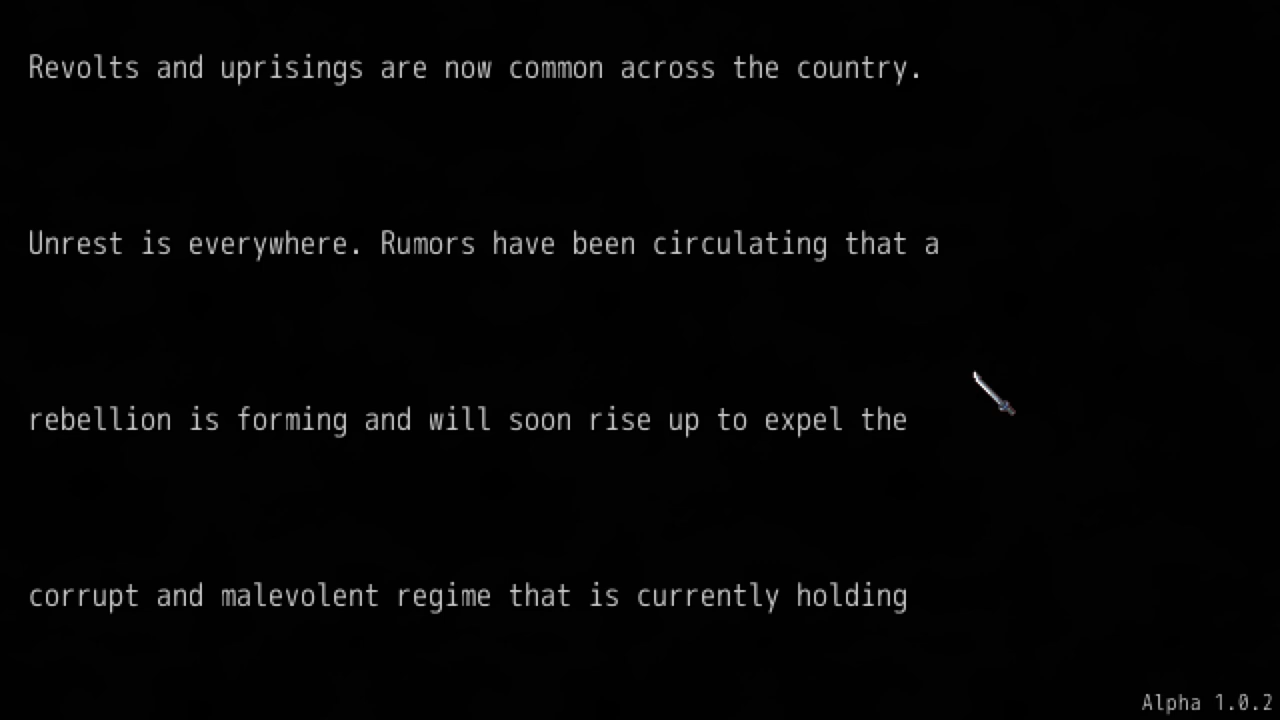 Revolts and uprisings are now common across the country.
Unrest is everywhere. Rumors have been circulating that a
rebellion is forming and will soon rise up to expel the
corrupt and malevolent regime that is currently holding
Alpha 1.0.2